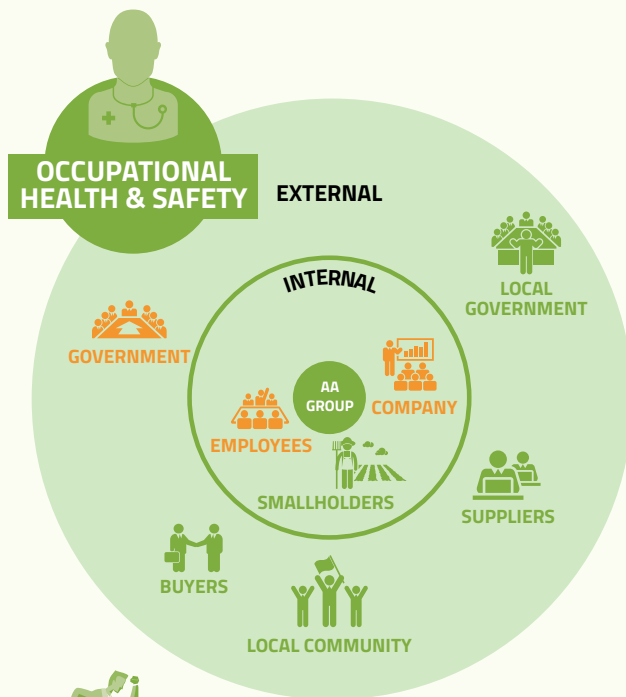 OCCUPATIONAL
HEALTH & SAFETY
EXTERNAL
INTERNAL
LOCAL
GOVERNMENT
GOVERNMENT
AA
GROUP
COMPANY
EMPLOYEES
SMALLHOLDERS
SUPPLIERS
BUYERS
LOCAL COMMUNITY